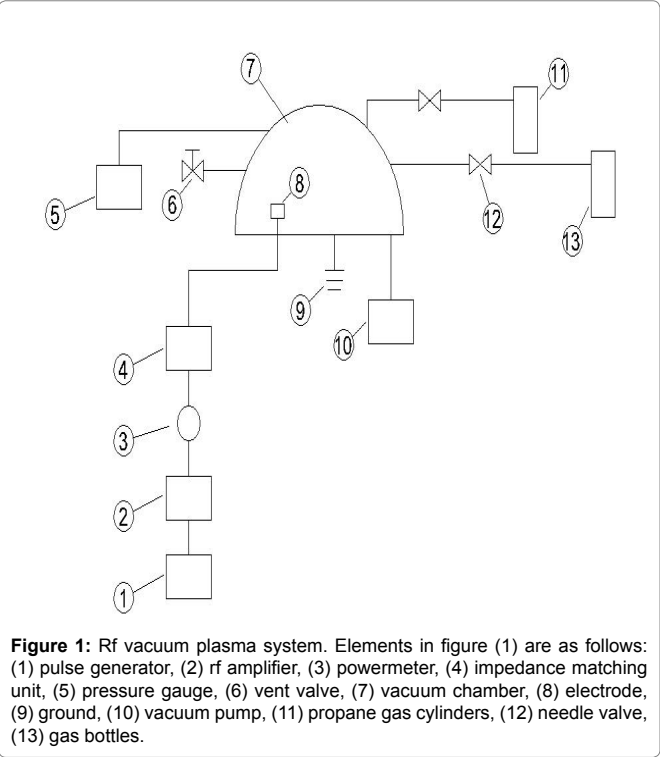 7
11
8
5
6
12
13
9
10
4
3
2
1
Figure 1: Rf vacuum plasma system. Elements in figure (1) are as follows:
(1) pulse generator, (2) rf amplifier, (3) powermeter, (4) impedance matching
unit, (5) pressure gauge, (6) vent valve, (7) vacuum chamber, (8) electrode,
(9) ground, (10) vacuum pump, (11) propane gas cylinders, (12) needle valve,
(13) gas bottles.